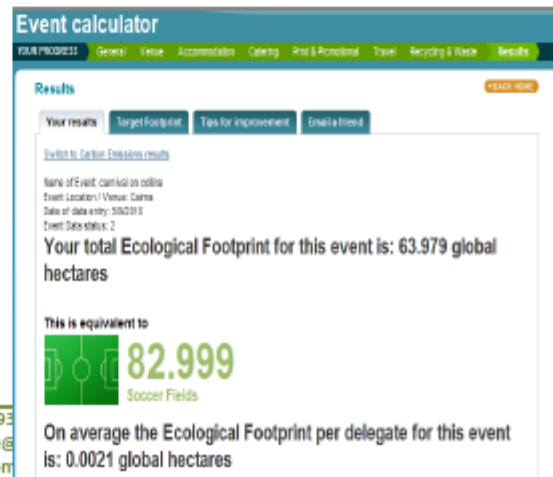 Event calculator
YOUR PROGRESS General Venue Accommodation Catering Print & Promotional Travel Recycling & Waste Results
Results
Your results Target Footprint Tips for improvement Email a friend
Switch to Carbon Emissions results
Name of Event: carnival on collins
Event Location / Venue: Cairns
Date of data entry:
Event Data status: 2
Your total Ecological Footprint for this event is: 63.979 global
hectares
This is equivalent to
82.999
Soccer Fields
On average the Ecological Footprint per delegate for this event
is: 0.0021 global hectares